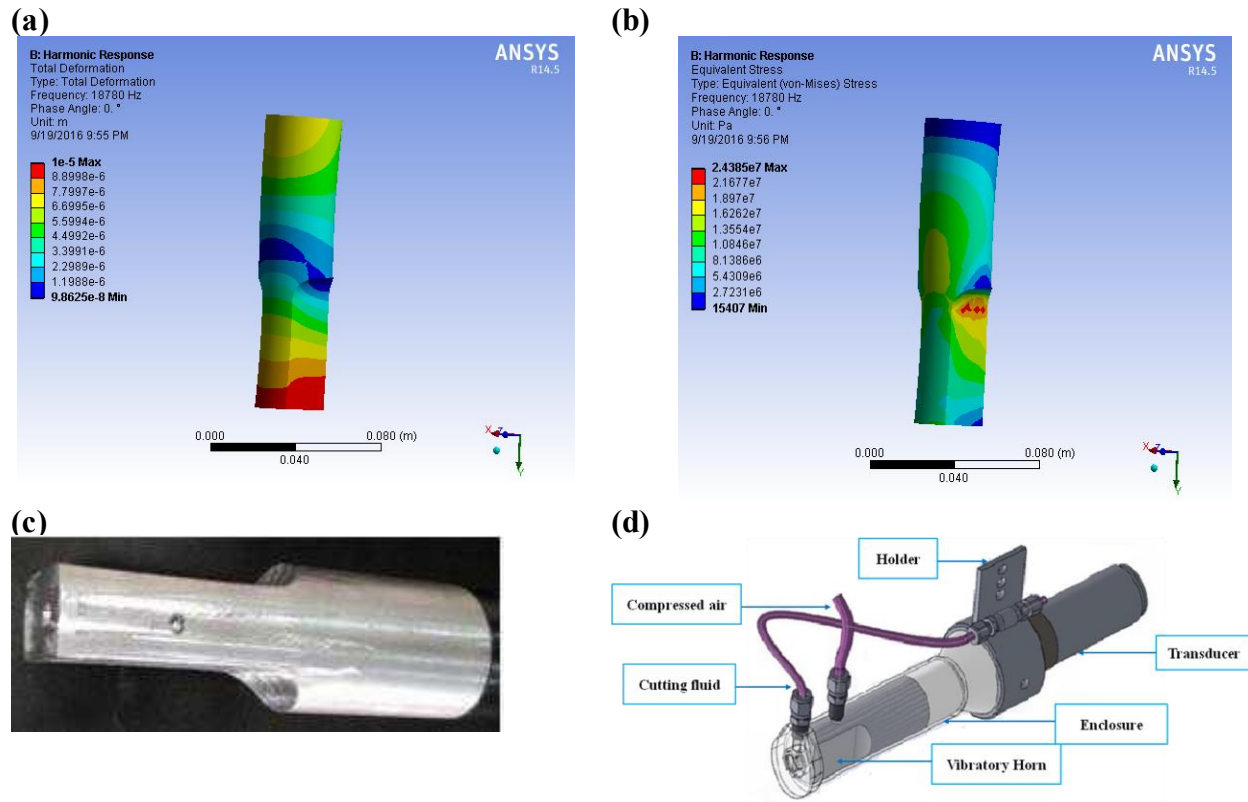 (a)
B: Harmonic Response
Total Deformation
Type: Total Deformation
Frequency: 18780 Hz
Phase Angle: 0. °
Unit: m
9/19/2016 9:55 PM
ANSYS
R14.5
1e-5 Max
8.8998e-6
7.7997e-6
6.6995e-6
5.5994e-6
4.4992e-6
3.3991e-6
2.2989e-6
1.1988e-6
9.8625e-8 Min
0.000
0.080 (m)
0.040
X
Z
Y
(b)
B: Harmonic Response
Equivalent Stress
Type: Equivalent (von-Mises) Stress
Frequency: 18780 Hz
Phase Angle: 0. °
Unit: Pa
9/19/2016 9:56 PM
ANSYS
R14.5
2.4385e7 Max
2.1677e7
1.897e7
1.6262e7
1.3554e7
1.0846e7
8.1386e6
5.4309e6
2.7231e6
15407 Min
0.000
0.080 (m)
0.040
X
Z
Y
(c)
(d)
Holder
Compressed air
Transducer
Cutting fluid
Enclosure
Vibratory Horn